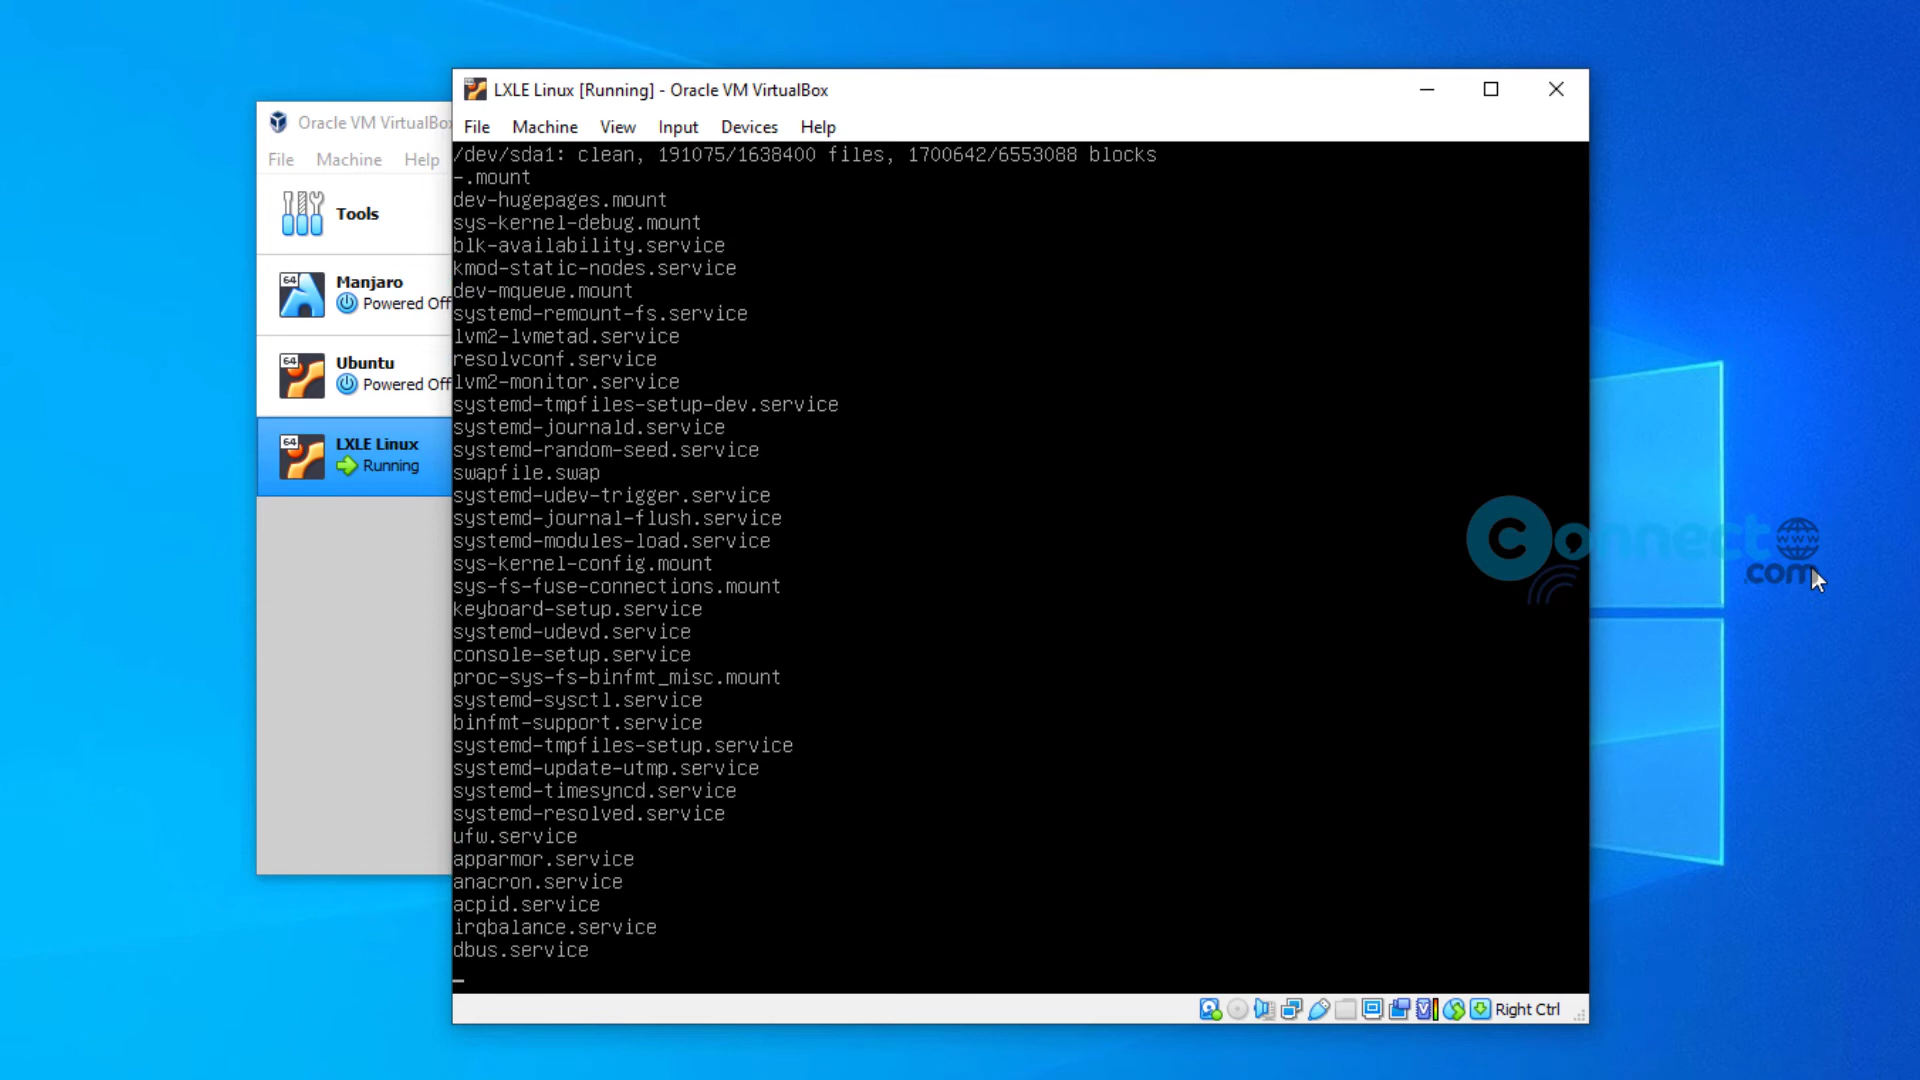 Oracle VM VirtualBox
File Machine Help
Tools
64
Manjaro
Powered Off
64
Ubuntu
Powered Off
64
LXLE Linux
Running
LXLE Linux [Running] - Oracle VM VirtualBox
File Machine View Input Devices Help
/dev/sda1: clean, 191075/1638400 files, 1700642/6553088 blocks
-.mount
dev-hugepages.mount
sys-kernel-debug.mount
blk-availability.service
kmod-static-nodes.service
dev-mqueue.mount
systemd-remount-fs.service
lvm2-lvmetad.service
resolvconf.service
lvm2-monitor.service
systemd-tmpfiles-setup-dev.service
systemd-journald.service
systemd-random-seed.service
swapfile.swap
systemd-udev-trigger.service
systemd-journal-flush.service
systemd-modules-load.service
sys-kernel-config.mount
sys-fs-fuse-connections.mount
keyboard-setup.service
systemd-udevd.service
console-setup.service
proc-sys-fs-binfmt_misc.mount
systemd-sysctl.service
binfmt-support.service
systemd-tmpfiles-setup.service
systemd-update-utmp.service
systemd-timesyncd.service
systemd-resolved.service
ufw.service
apparmor.service
anacron.service
acpid.service
irqbalance.service
dbus.service
_
Right Ctrl
Connect
www
.com